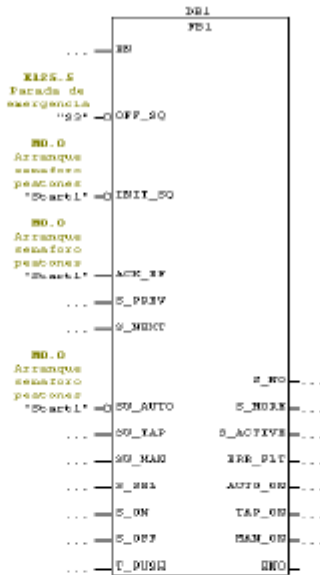 DB1
FB1
... EN
E125.5
Parada de
emergencia
"S3" OFF_SQ
M0.0
Arranque
semaforo
peatones
"Start1" INIT_SQ
M0.0
Arranque
semaforo
peatones
"Start1" ACK_EF
... S_PREV
... S_NEXT
M0.0
Arranque
semaforo
peatones
S_NO ...
"Start1" SW_AUTO S_MORE ...
... SW_TAP S_ACTIVE ...
... SW_MAN ERR_FLT ...
... S_SEL AUTO_ON ...
... S_ON TAP_ON ...
... S_OFF MAN_ON ...
... T_PUSH ENO